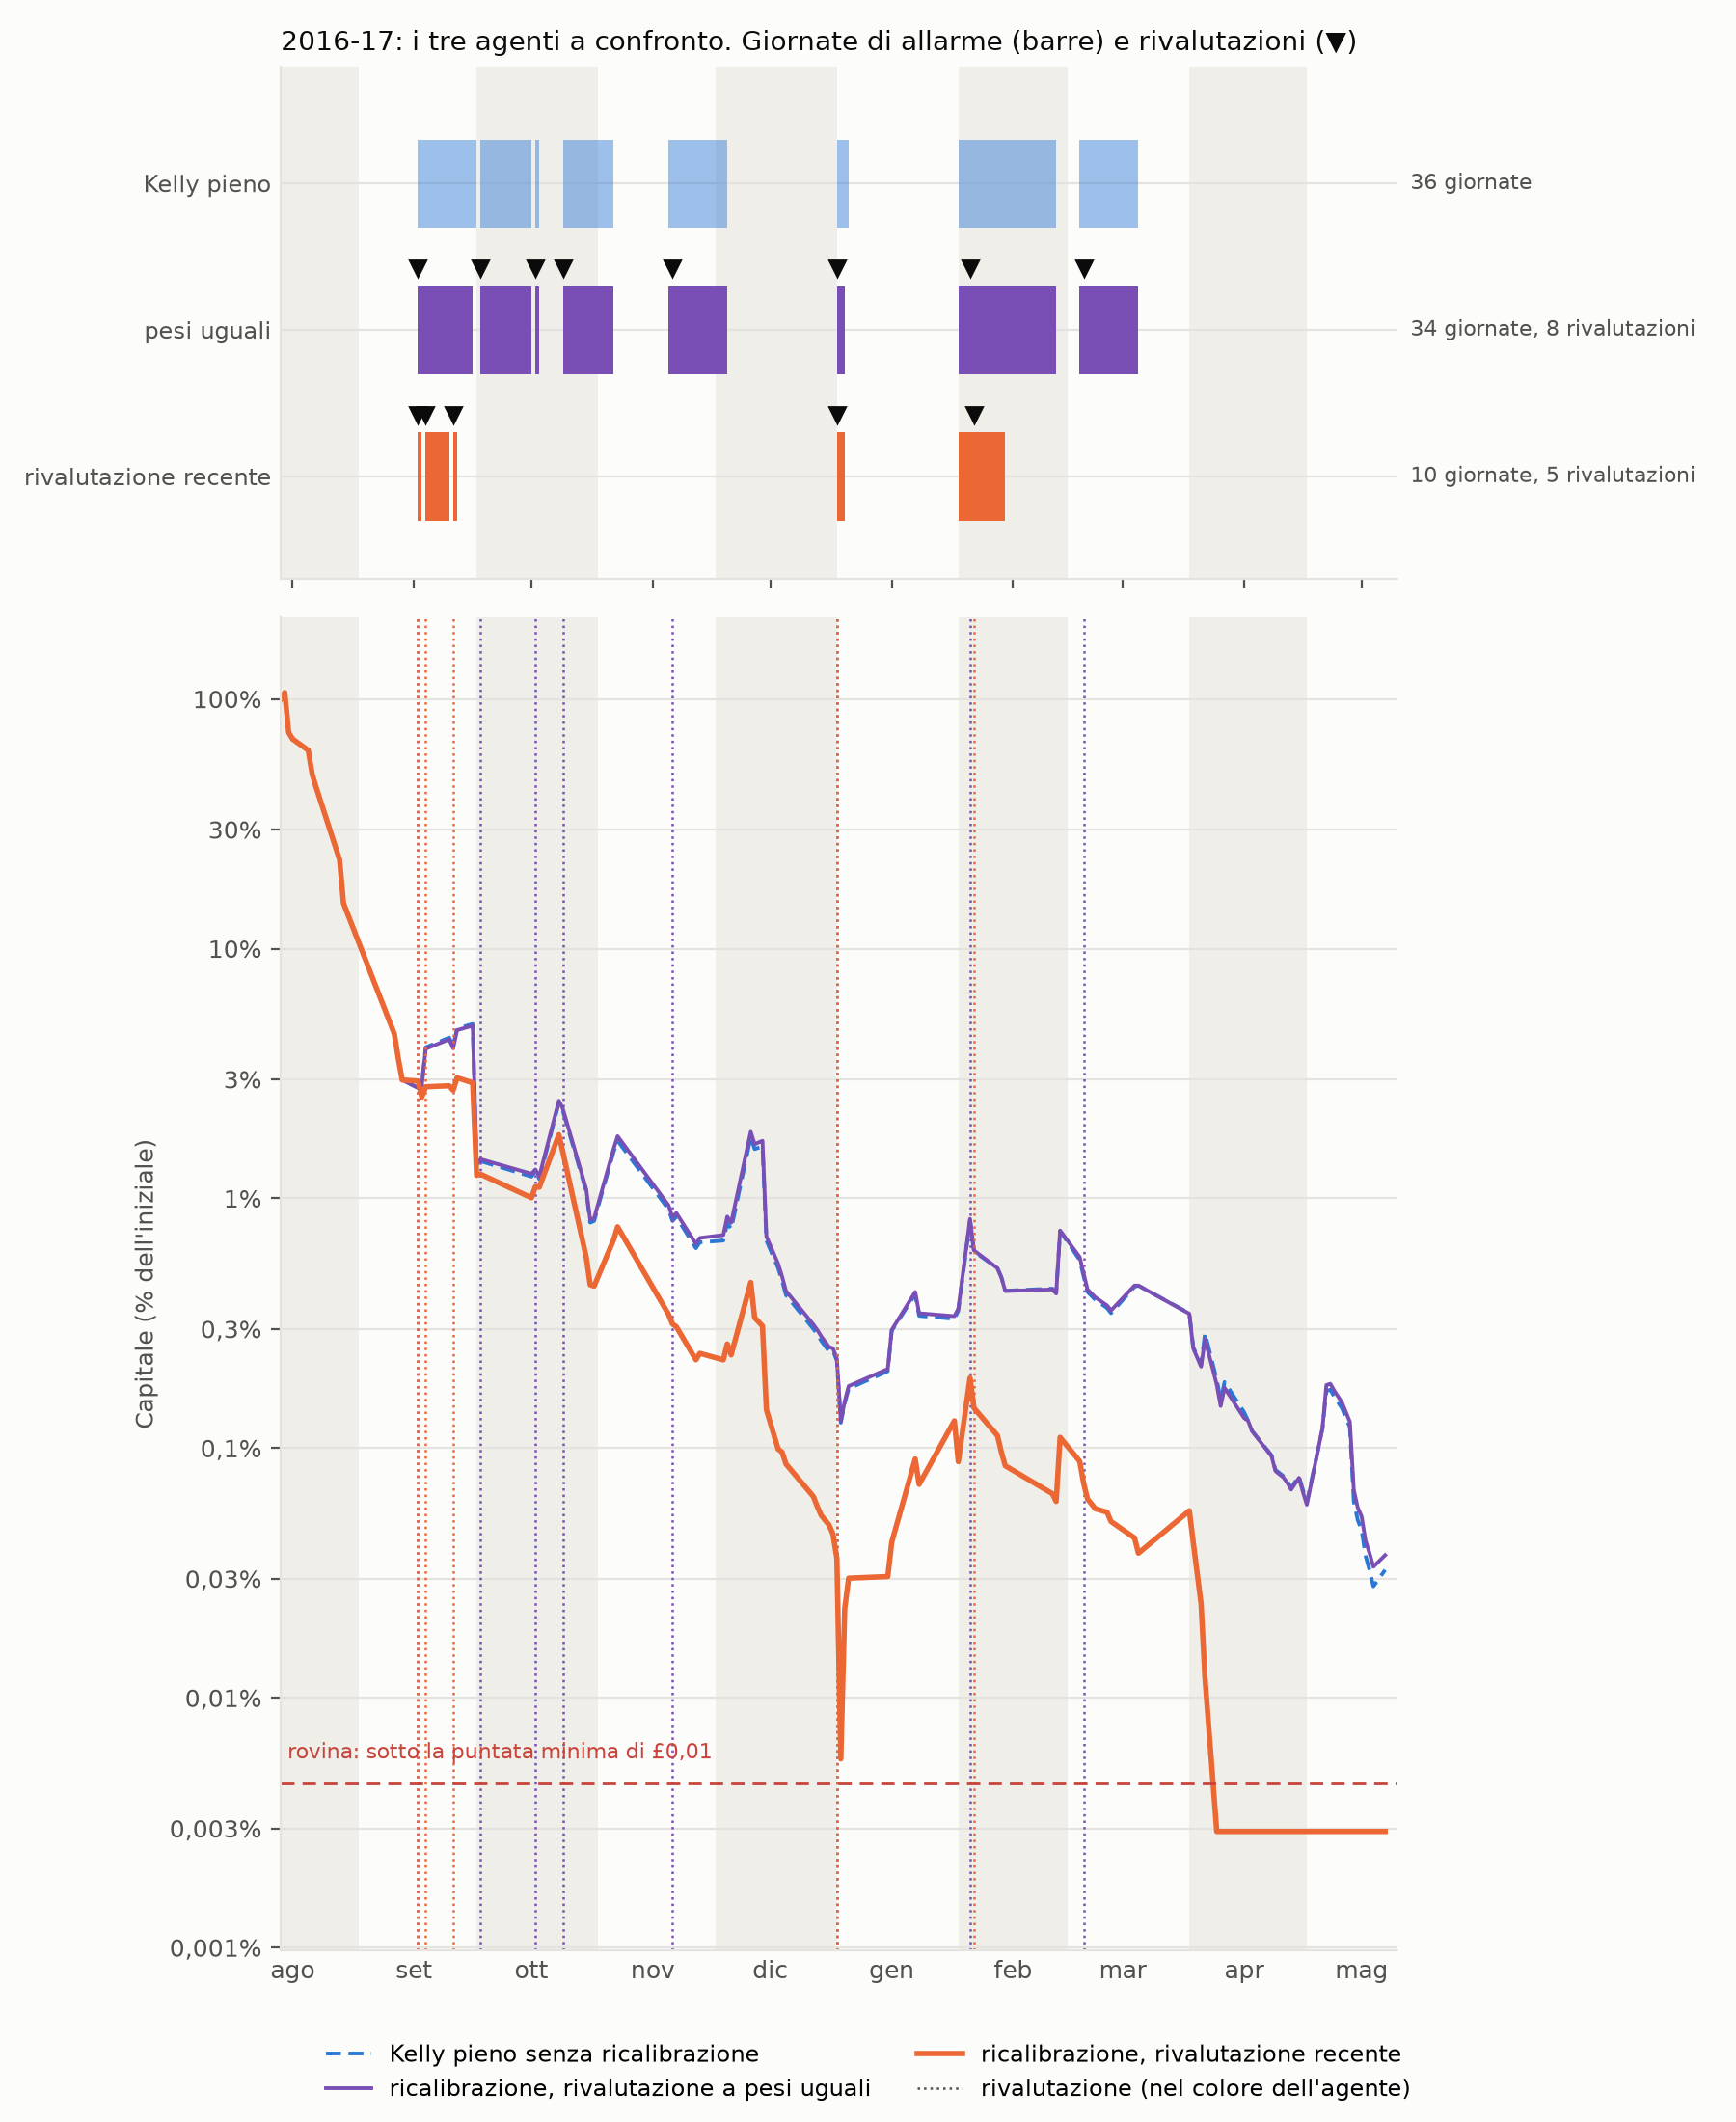 2016-17: i tre agenti a confronto. Giornate di allarme (barre) e rivalutazioni (▼)
Kelly pieno
36 giornate
pesi uguali
34 giornate, 8 rivalutazioni
rivalutazione recente
10 giornate, 5 rivalutazioni
Capitale (% dell'iniziale)
100%
30%
10%
3%
1%
0,3%
0,1%
0,03%
0,01%
rovina: sotto la puntata minima di £0,01
0,003%
0,001%
ago set ott nov dic gen feb mar apr mag
Kelly pieno senza ricalibrazione
ricalibrazione, rivalutazione a pesi uguali
ricalibrazione, rivalutazione recente
rivalutazione (nel colore dell'agente)